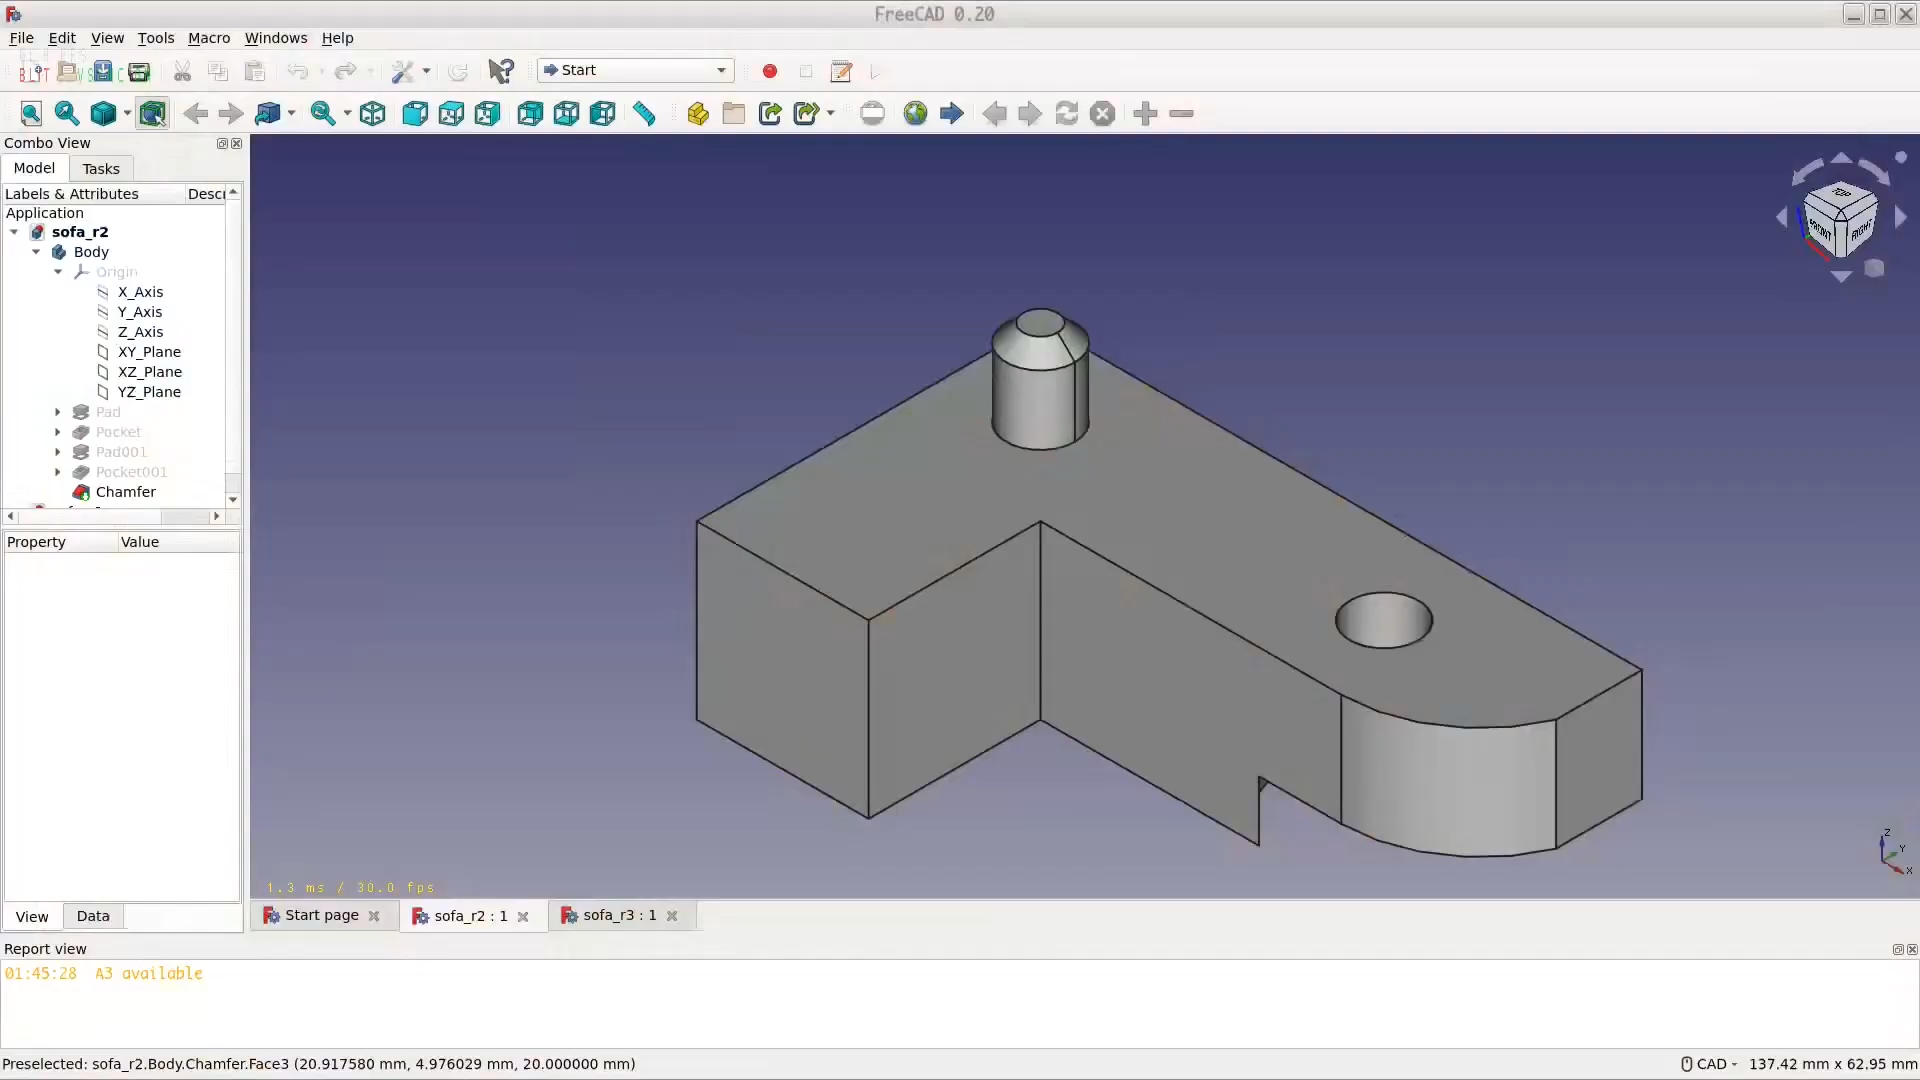 FreeCAD 0.20
File Edit View Tools Macro Windows Help
Start
Combo View
Model Tasks
Labels & Attributes Descr
Application
sofa_r2
Body
Origin
X_Axis
Y_Axis
Z_Axis
XY_Plane
XZ_Plane
YZ_Plane
Pad
Pocket
Pad001
Pocket001
Chamfer
TOP
FRONT RIGHT
Z
Y
X
Property Value
1.3 ms / 30.0 fps
View Data
Start page sofa_r2 : 1 sofa_r3 : 1
Report view
01:45:28 A3 available
Preselected: sofa_r2.Body.Chamfer.Face3 (20.917580 mm, 4.976029 mm, 20.000000 mm)
CAD 137.42 mm x 62.95 mm